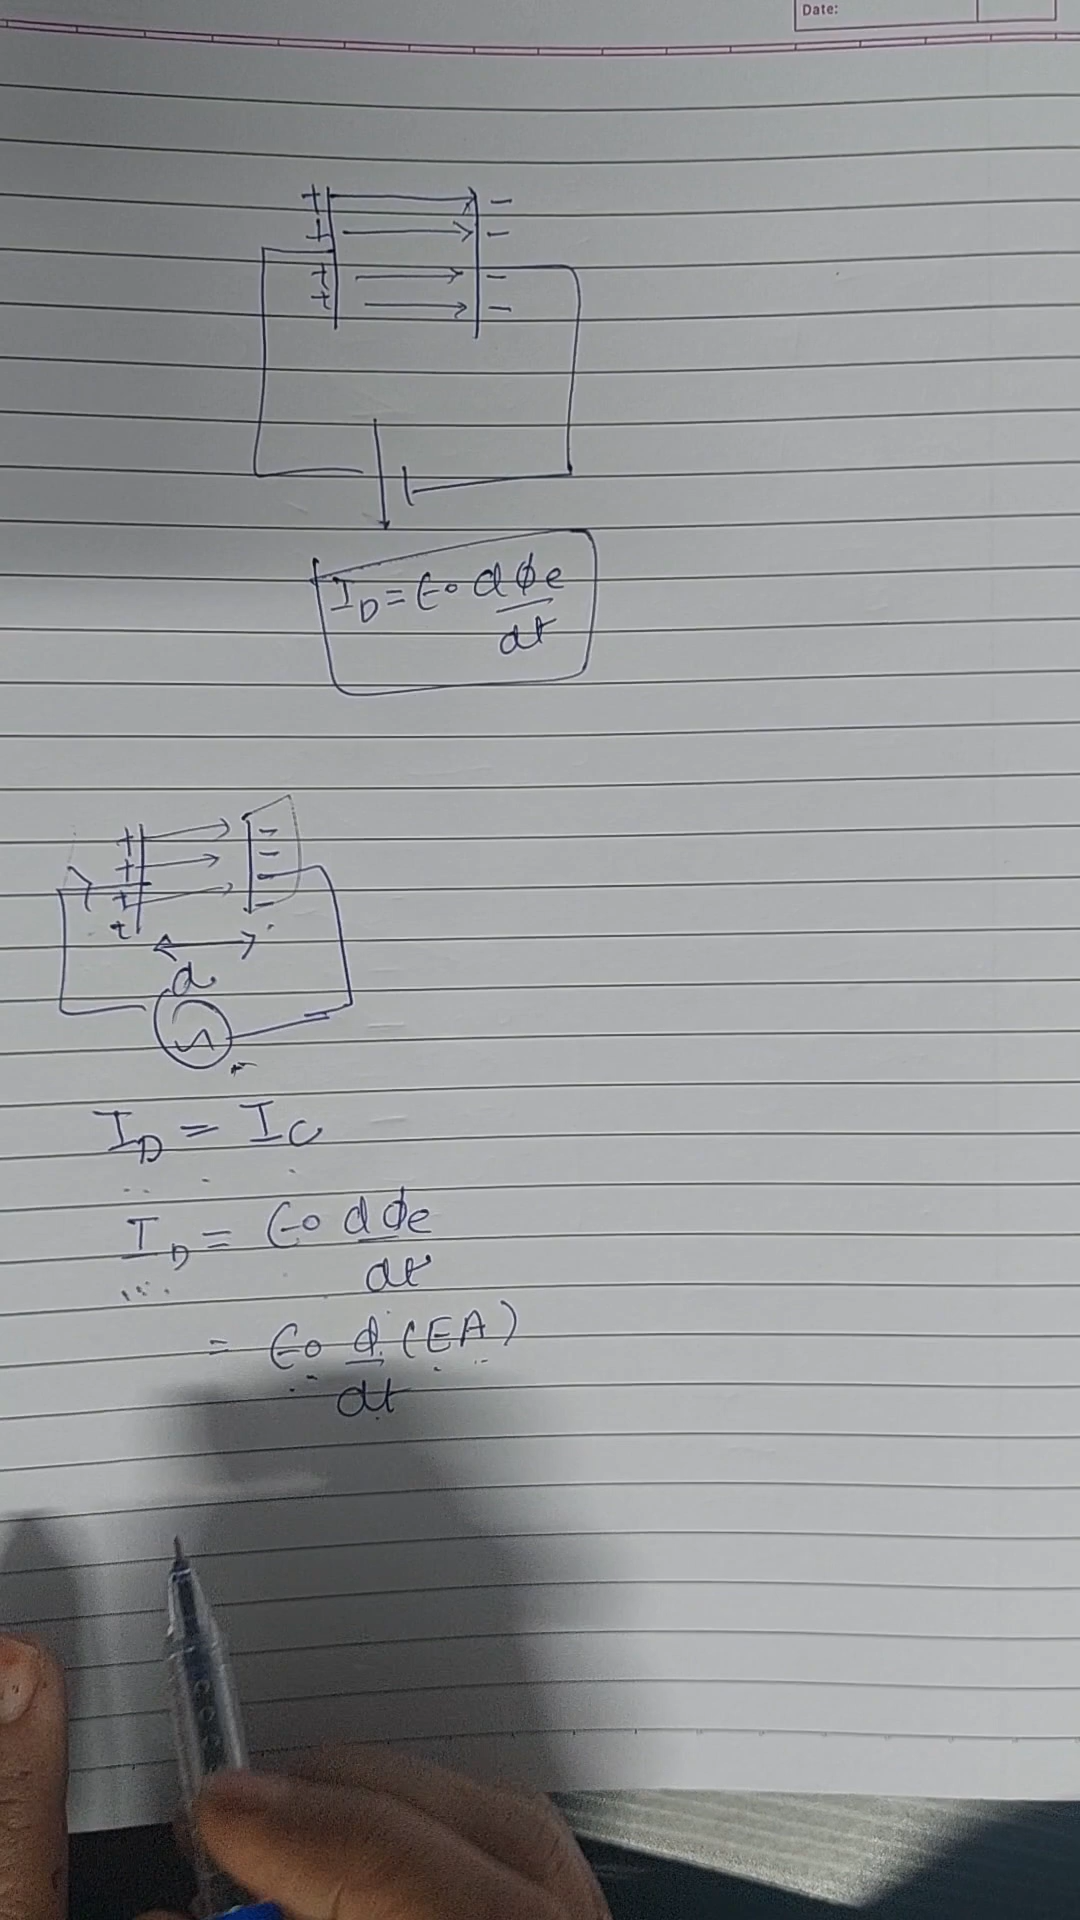 Date:
+ -
+ -
+ -
+ -
I_D = ε₀ dϕe/dt
+ -
+ -
+ -
+ -
d
I_D = I_C
I_D = ε₀ dϕe/dt
= ε₀ d/dt (EA)